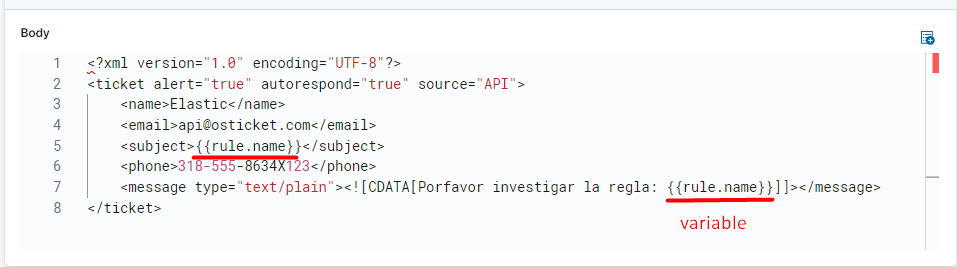 Body
1 <?xml version="1.0" encoding="UTF-8"?>
2 <ticket alert="true" autorespond="true" source="API">
3 <name>Elastic</name>
4 <email>api@osticket.com</email>
5 <subject>{{rule.name}}</subject>
6 <phone>318-555-8634X123</phone>
7 <message type="text/plain"><![CDATA[Porfavor investigar la regla: {{rule.name}}]]></message>
variable
8 </ticket>